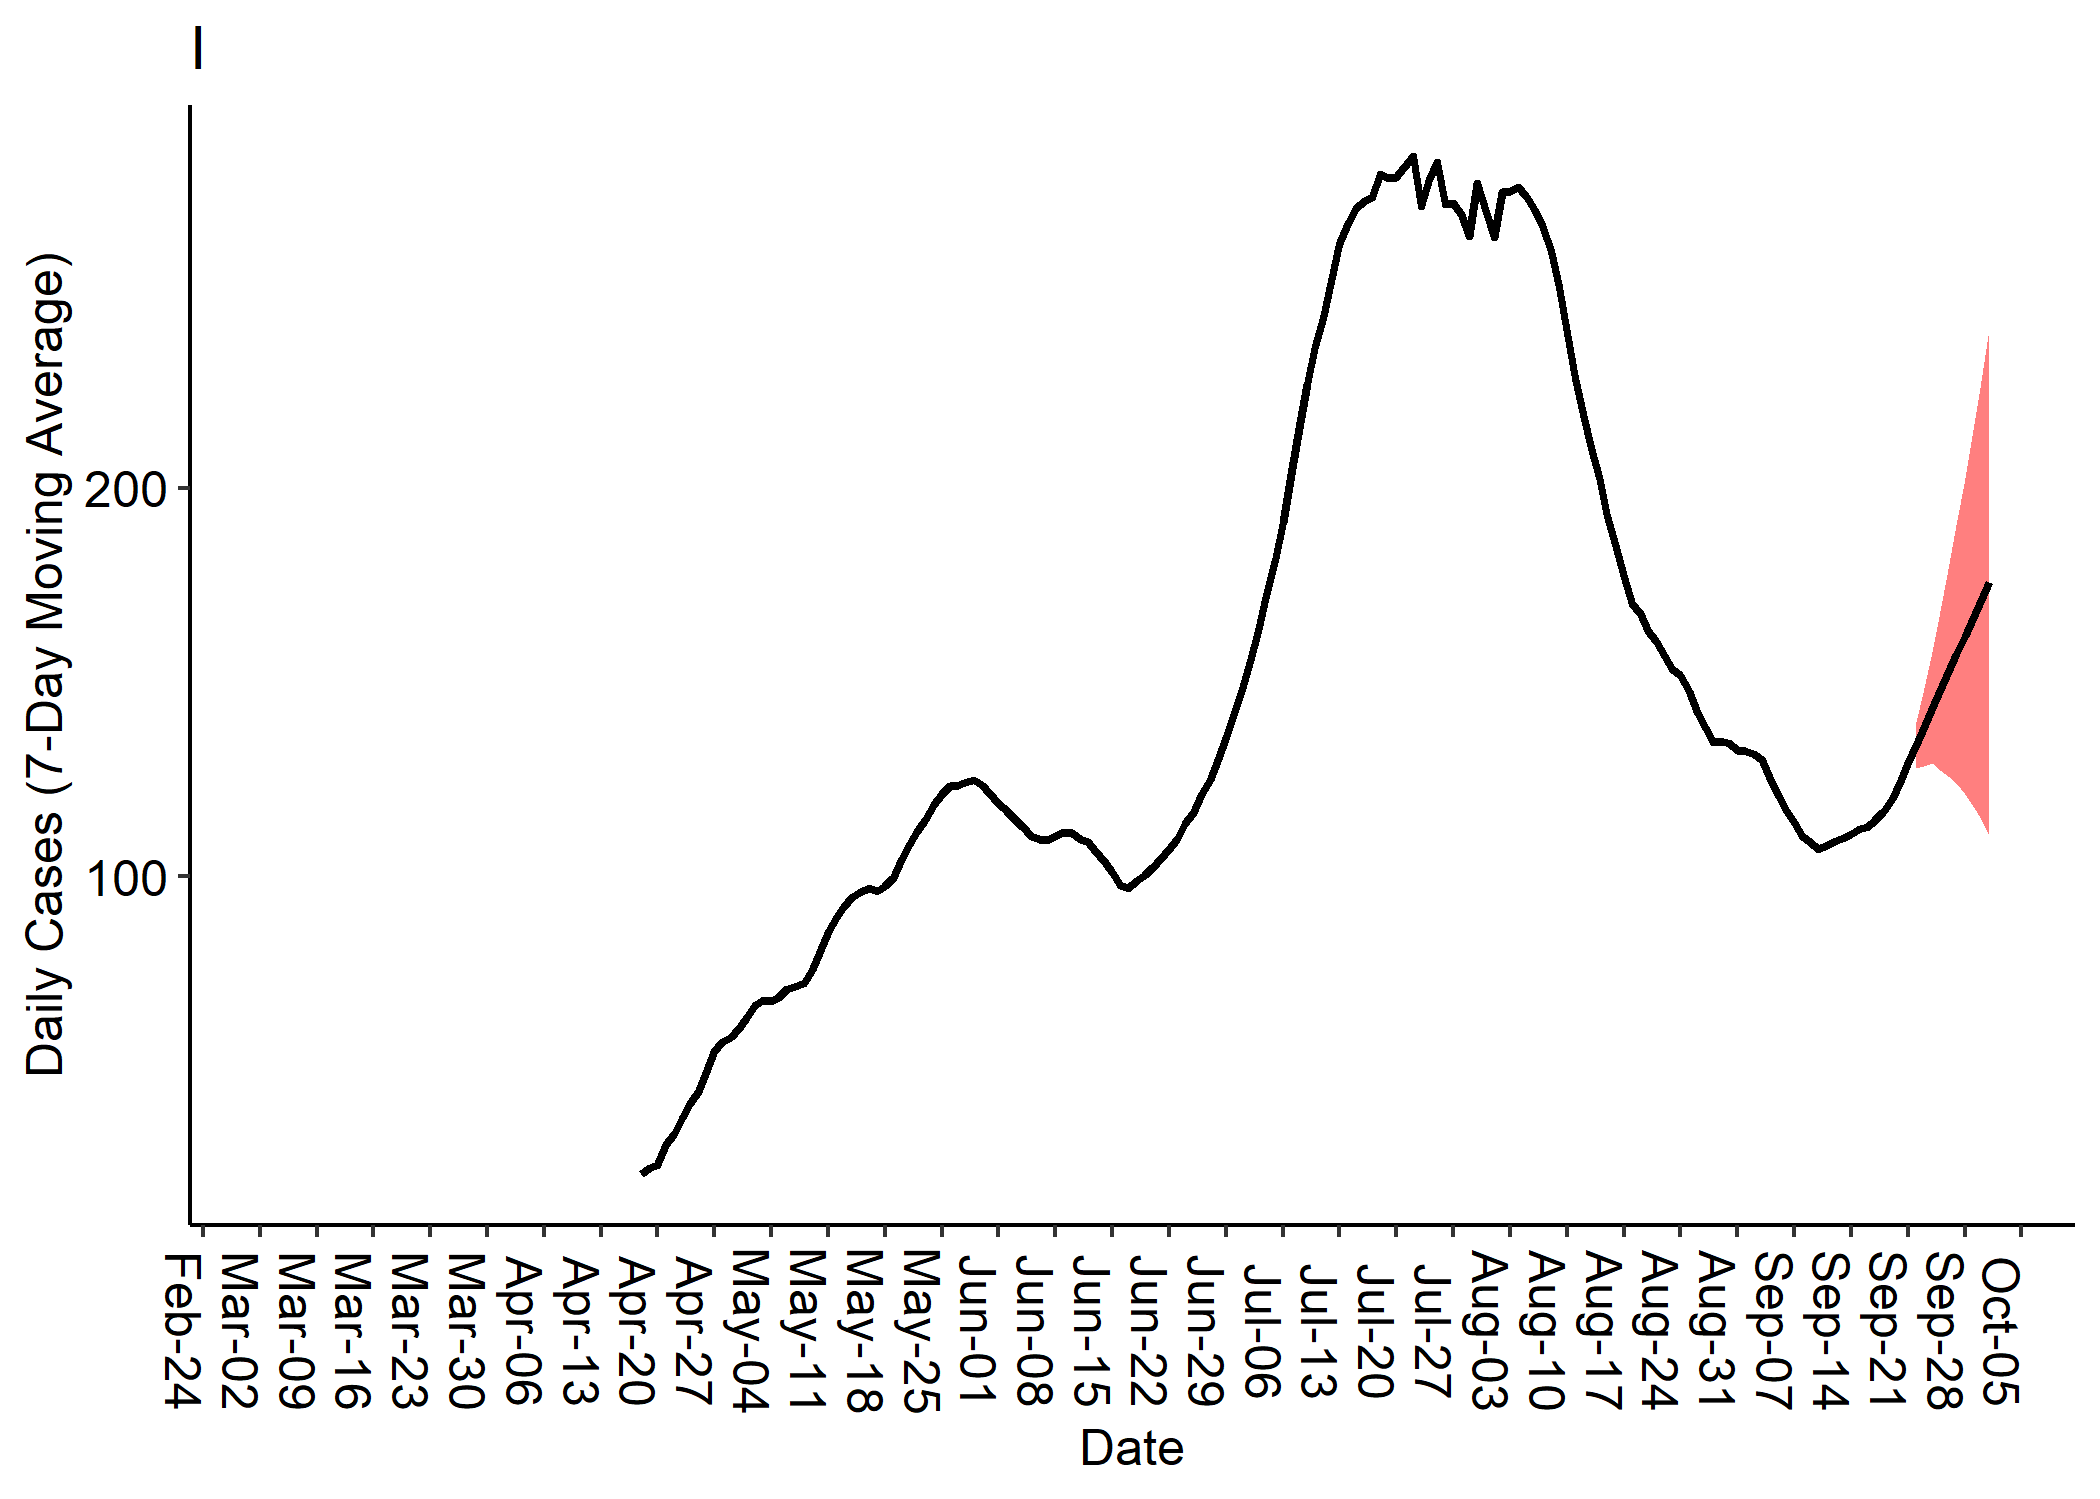 I
Daily Cases (7-Day Moving Average)
200
100
Feb-24
Mar-02
Mar-09
Mar-16
Mar-23
Mar-30
Apr-06
Apr-13
Apr-20
Apr-27
May-04
May-11
May-18
May-25
Jun-01
Jun-08
Jun-15
Jun-22
Jun-29
Jul-06
Jul-13
Jul-20
Jul-27
Aug-03
Aug-10
Aug-17
Aug-24
Aug-31
Sep-07
Sep-14
Sep-21
Sep-28
Oct-05
Date